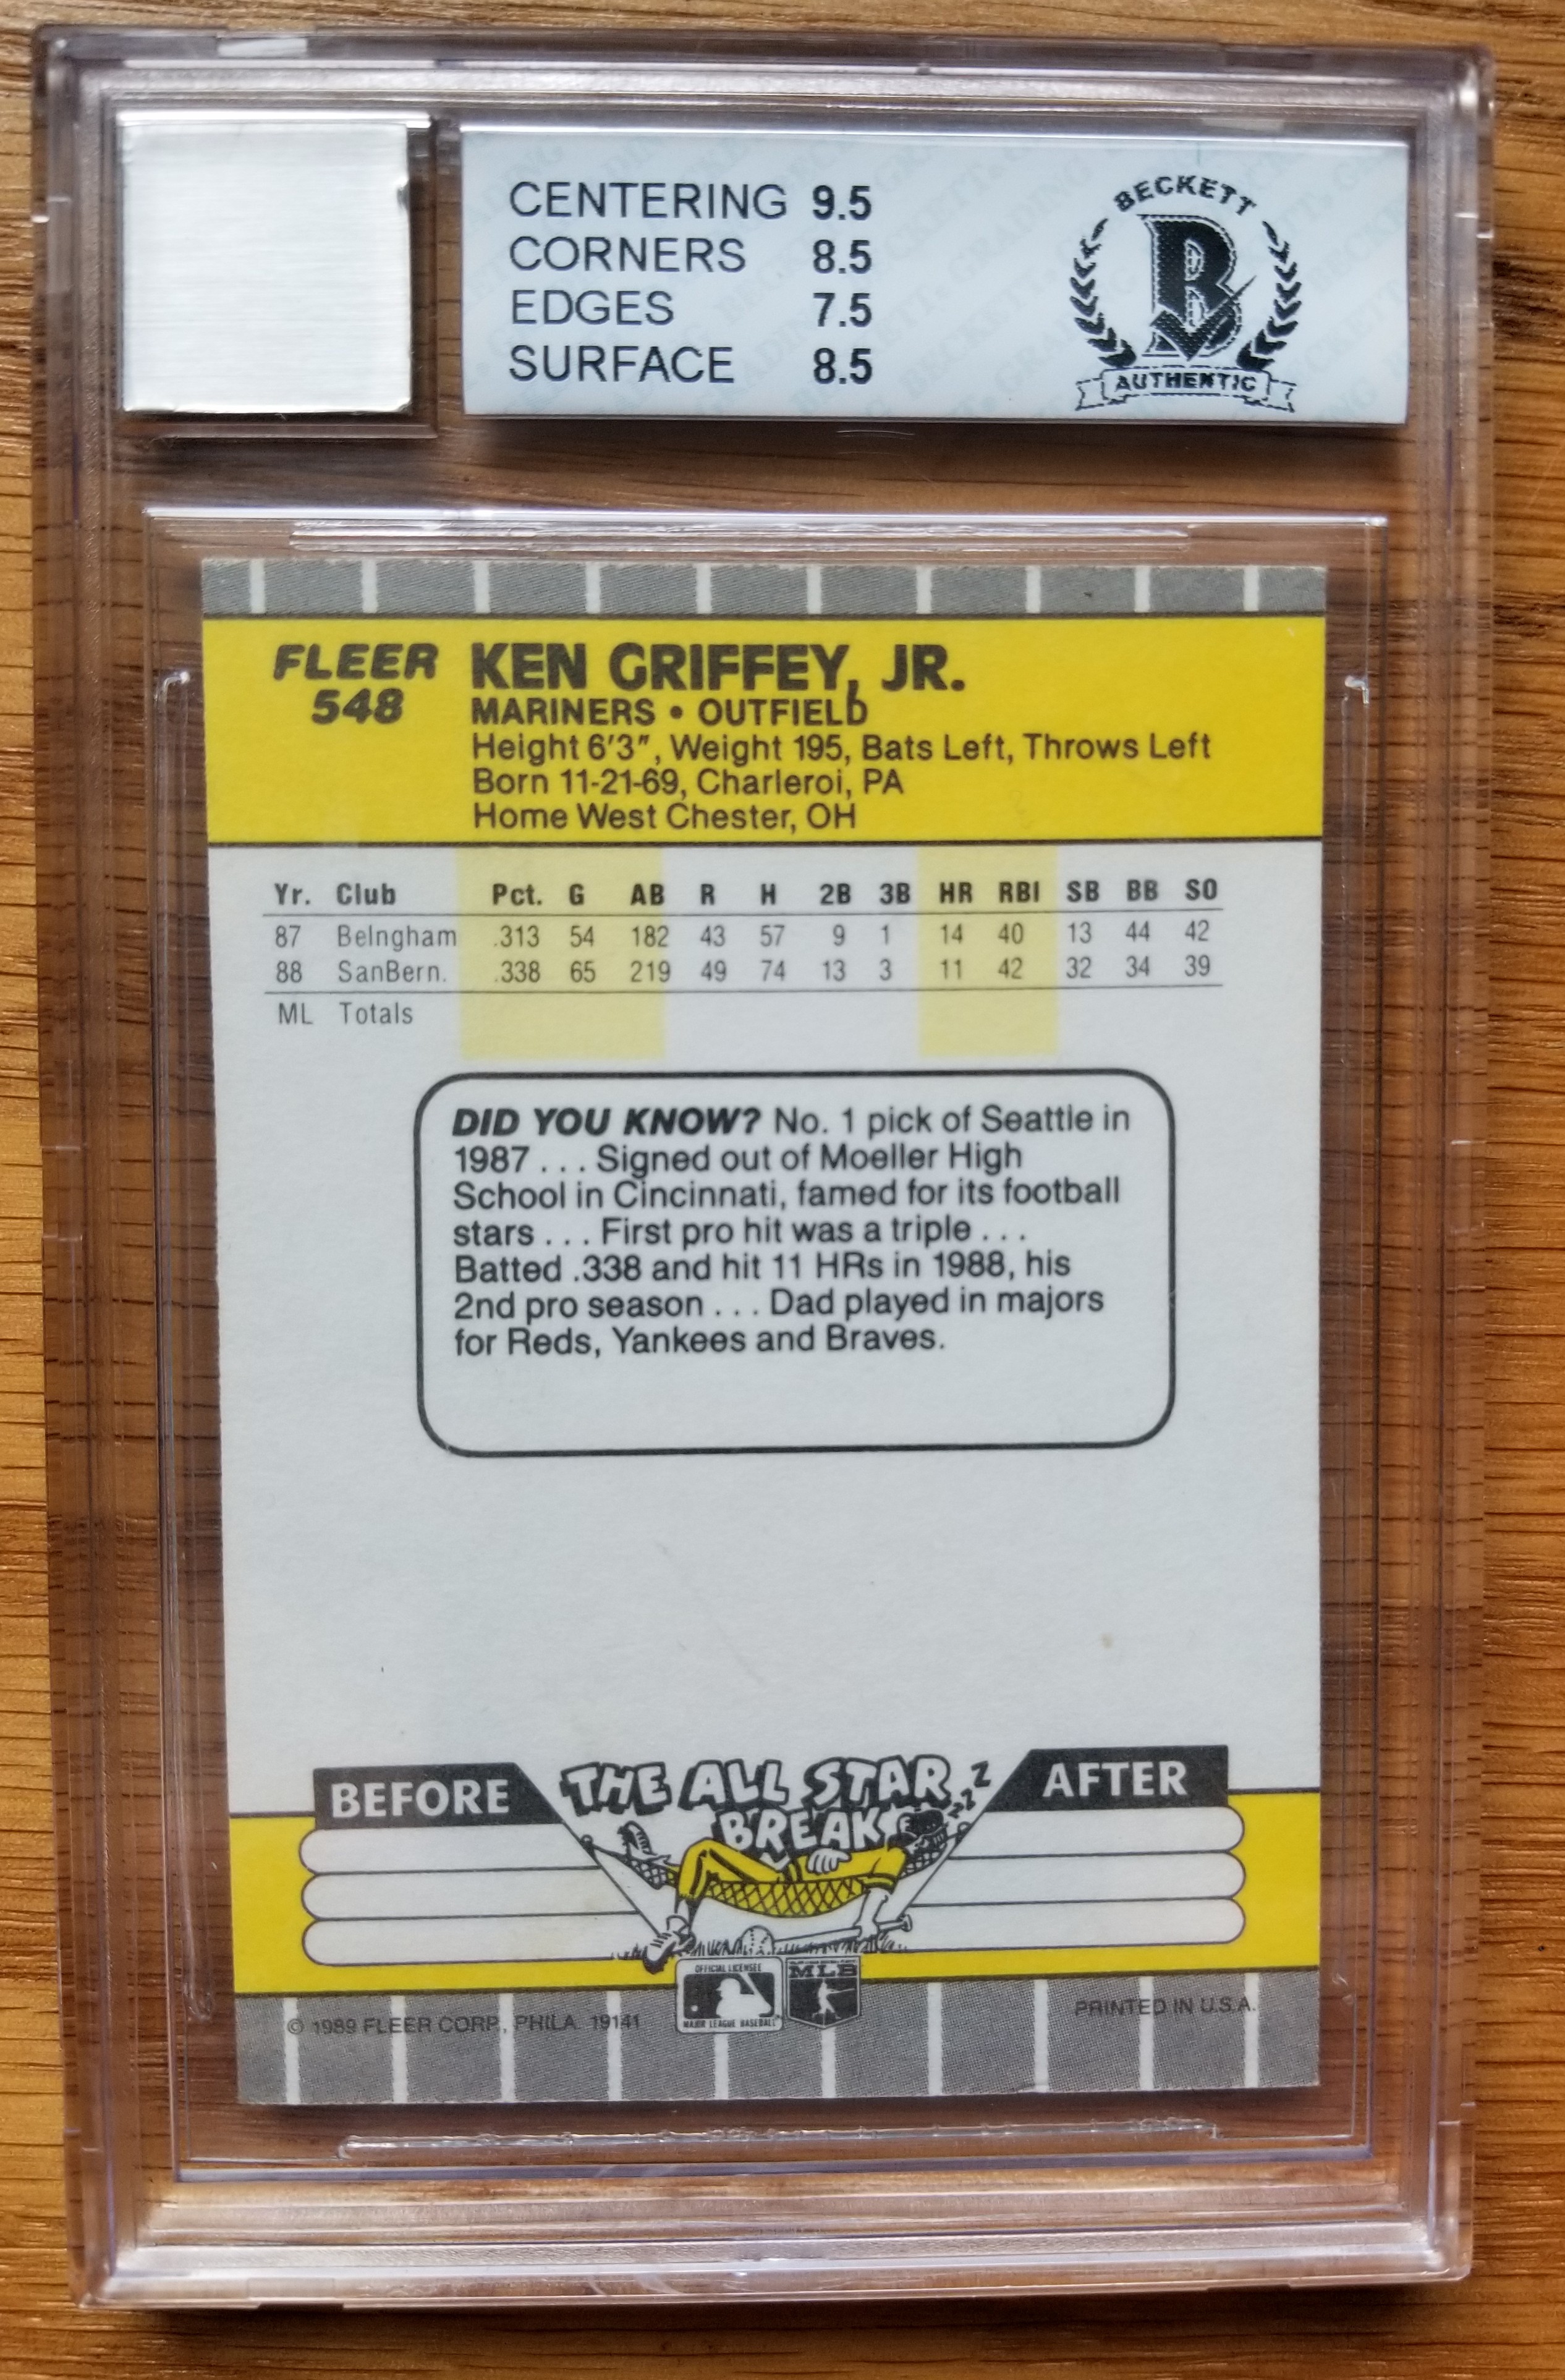 CENTERING 9.5
CORNERS 8.5
EDGES 7.5
SURFACE 8.5
BECKETT
B
AUTHENTIC
FLEER
548
KEN GRIFFEY, JR.
MARINERS • OUTFIELD
Height 6'3", Weight 195, Bats Left, Throws Left
Born 11-21-69, Charleroi, PA
Home West Chester, OH
Yr. Club Pct. G AB R H 2B 3B HR RBI SB BB SO
87 Belngham .313 54 182 43 57 9 1 14 40 13 44 42
88 SanBern. .338 65 219 49 74 13 3 11 42 32 34 39
ML Totals
DID YOU KNOW? No. 1 pick of Seattle in
1987 . . . Signed out of Moeller High
School in Cincinnati, famed for its football
stars . . . First pro hit was a triple . . .
Batted .338 and hit 11 HRs in 1988, his
2nd pro season . . . Dad played in majors
for Reds, Yankees and Braves.
BEFORE
THE ALL STAR
BREAK
ZZZ
AFTER
OFFICIAL LICENSEE
MAJOR LEAGUE BASEBALL
MLB
© 1989 FLEER CORP., PHILA. 19141
PRINTED IN U.S.A.